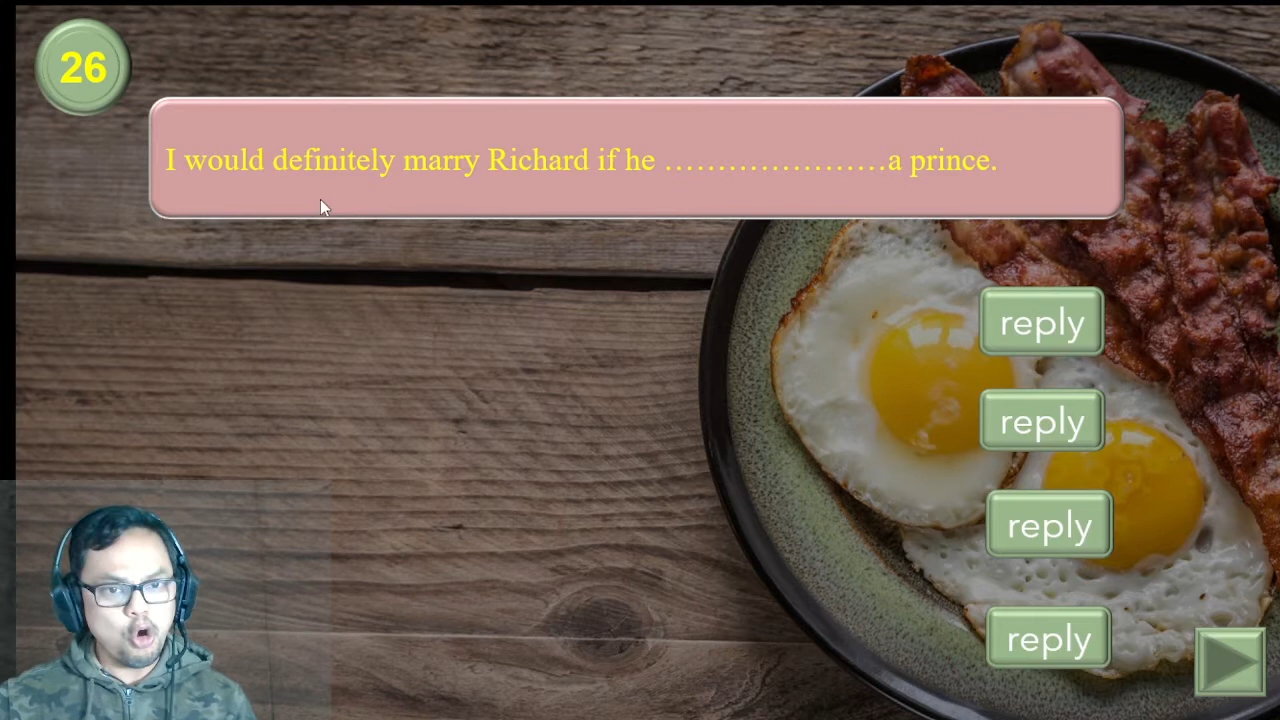 26
I would definitely marry Richard if he …………………a prince.
reply
reply
reply
reply